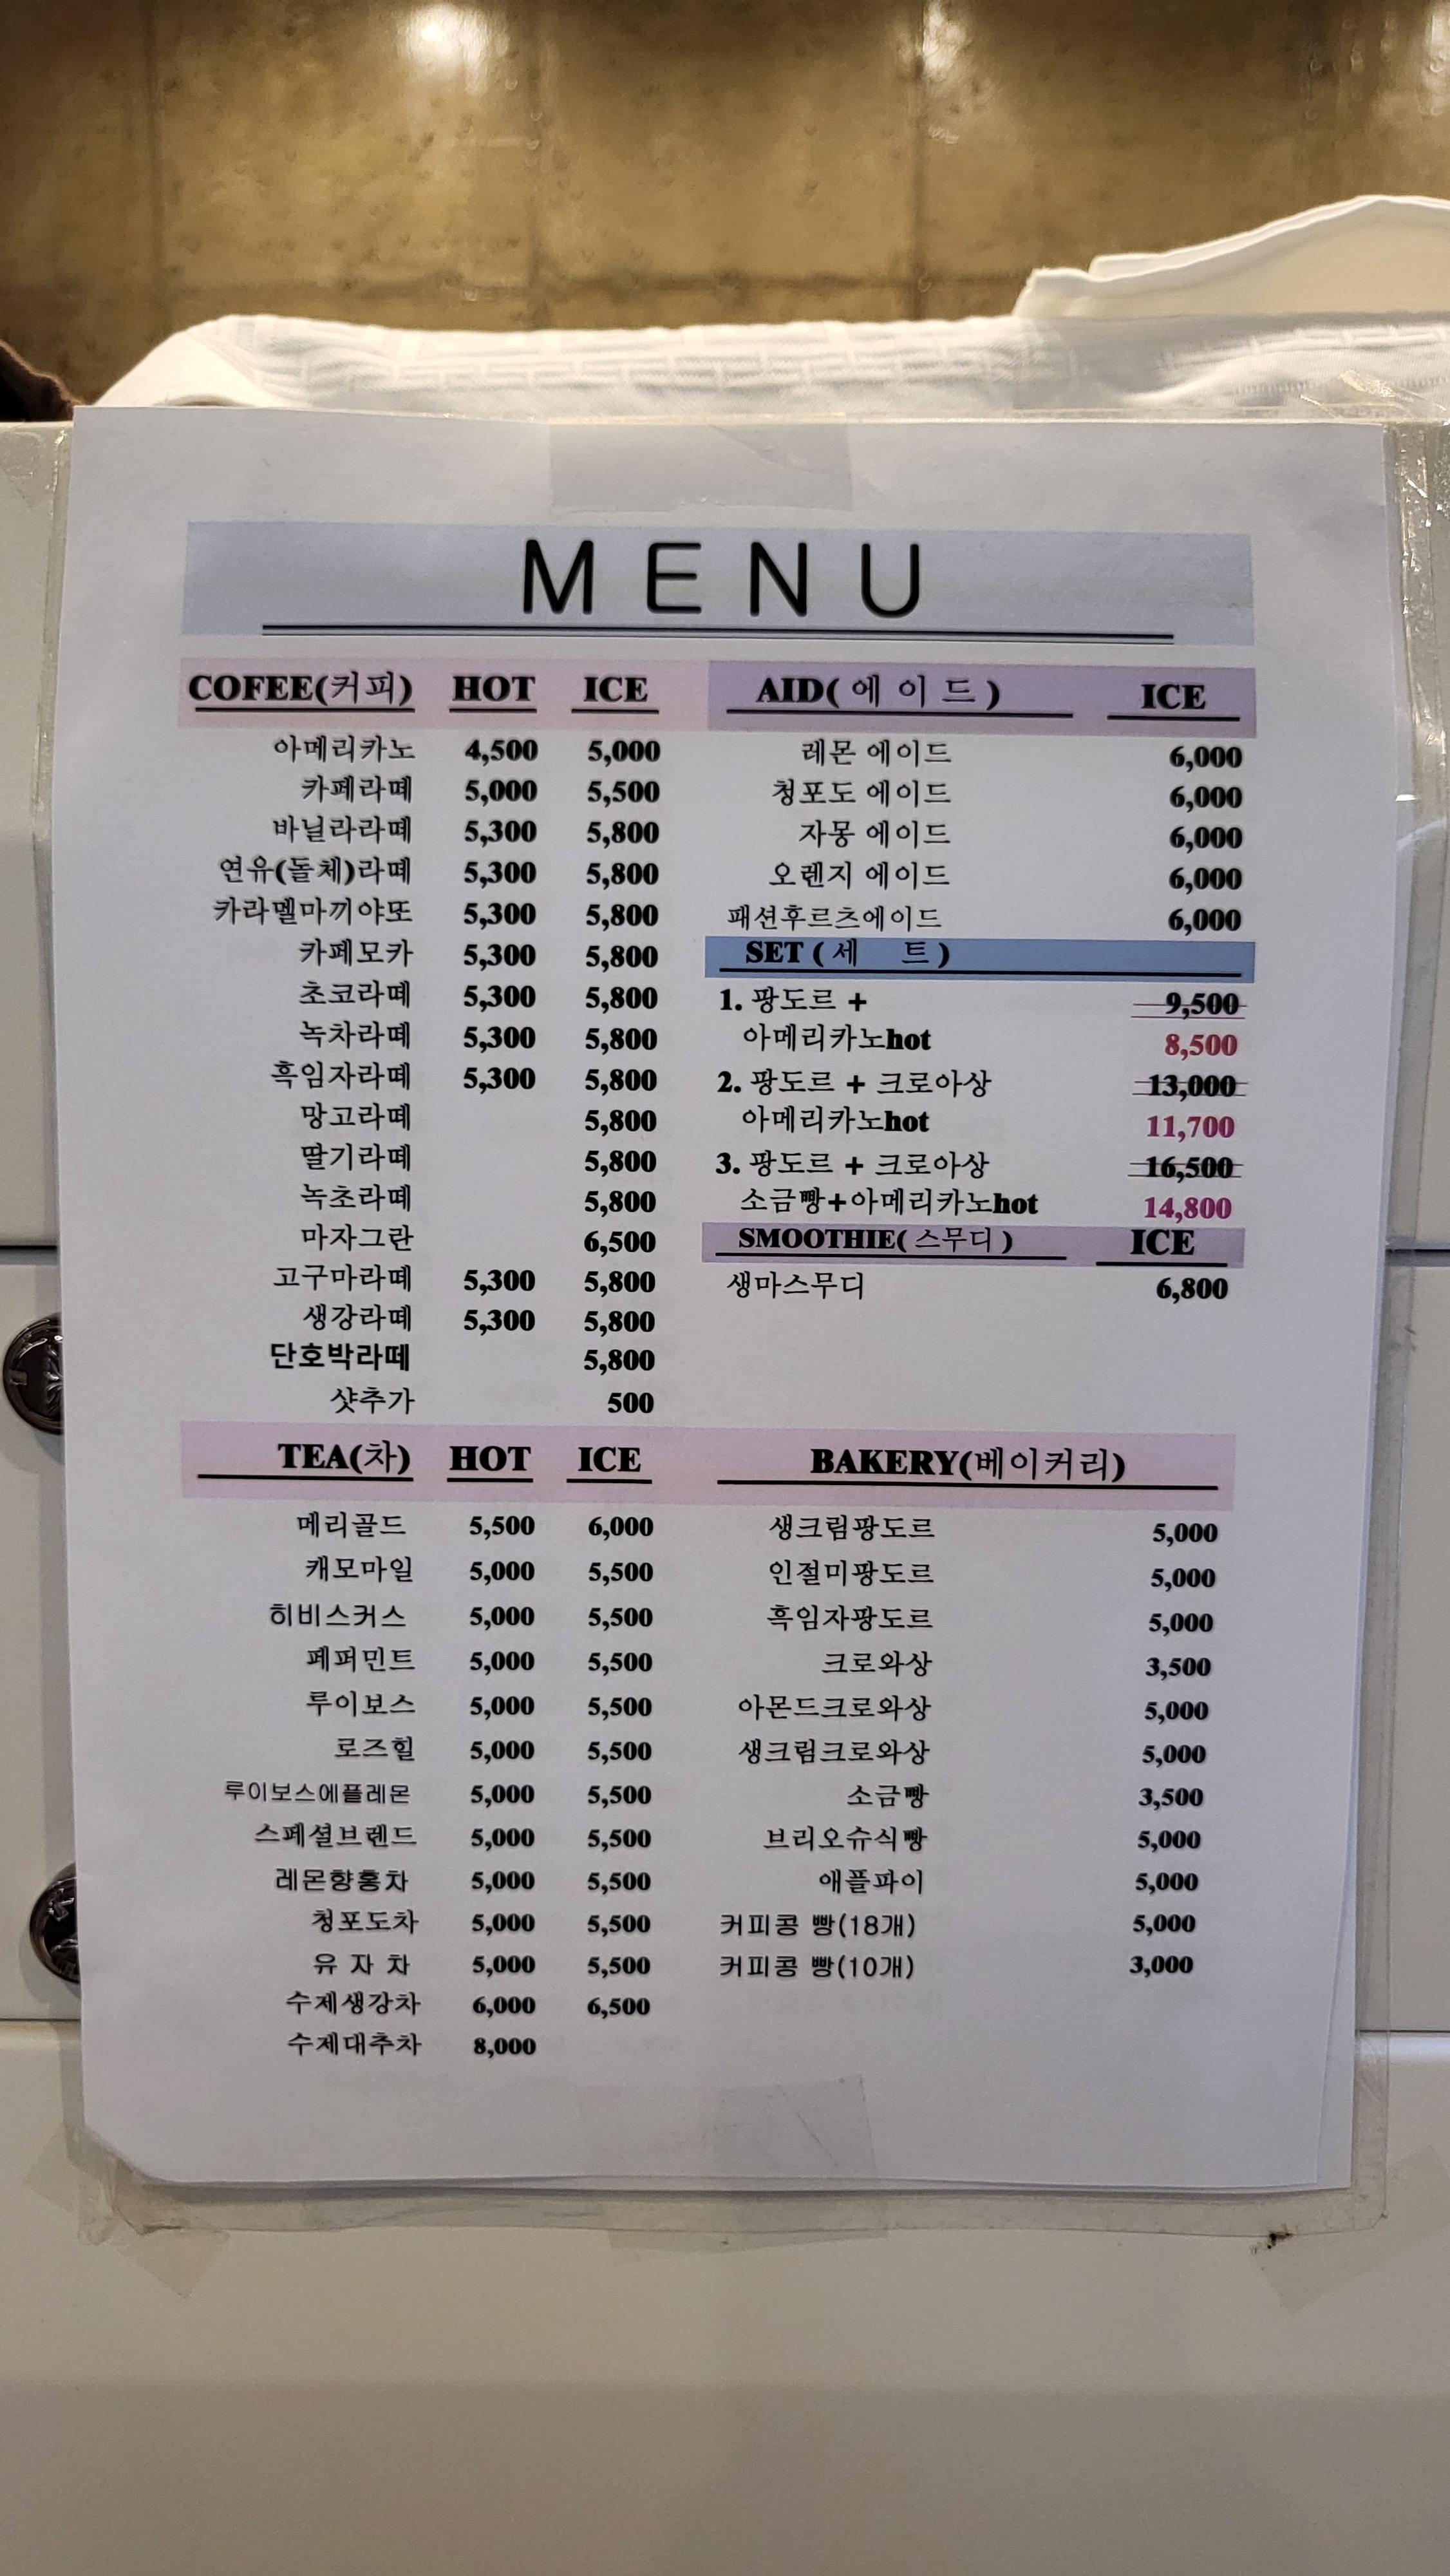 MENU
COFEE(커피) HOT ICE
아메리카노 4,500 5,000
카페라떼 5,000 5,500
바닐라라떼 5,300 5,800
연유(돌체)라떼 5,300 5,800
카라멜마끼야또 5,300 5,800
카페모카 5,300 5,800
초코라떼 5,300 5,800
녹차라떼 5,300 5,800
흑임자라떼 5,300 5,800
망고라떼 5,800
딸기라떼 5,800
녹초라떼 5,800
마자그란 6,500
고구마라떼 5,300 5,800
생강라떼 5,300 5,800
단호박라떼 5,800
샷추가 500
AID( 에 이 드 ) ICE
레몬 에이드 6,000
청포도 에이드 6,000
자몽 에이드 6,000
오렌지 에이드 6,000
패션후르츠에이드 6,000
SET ( 세 트 )
1. 팡도르 + 9,500
아메리카노hot 8,500
2. 팡도르 + 크로아상 13,000
아메리카노hot 11,700
3. 팡도르 + 크로아상 16,500
소금빵+아메리카노hot 14,800
SMOOTHIE( 스무디 ) ICE
생마스무디 6,800
TEA(차) HOT ICE
메리골드 5,500 6,000
캐모마일 5,000 5,500
히비스커스 5,000 5,500
페퍼민트 5,000 5,500
루이보스 5,000 5,500
로즈힐 5,000 5,500
루이보스에플레몬 5,000 5,500
스페셜브렌드 5,000 5,500
레몬향홍차 5,000 5,500
청포도차 5,000 5,500
유 자 차 5,000 5,500
수제생강차 6,000 6,500
수제대추차 8,000
BAKERY(베이커리)
생크림팡도르 5,000
인절미팡도르 5,000
흑임자팡도르 5,000
크로와상 3,500
아몬드크로와상 5,000
생크림크로와상 5,000
소금빵 3,500
브리오슈식빵 5,000
애플파이 5,000
커피콩 빵(18개) 5,000
커피콩 빵(10개) 3,000